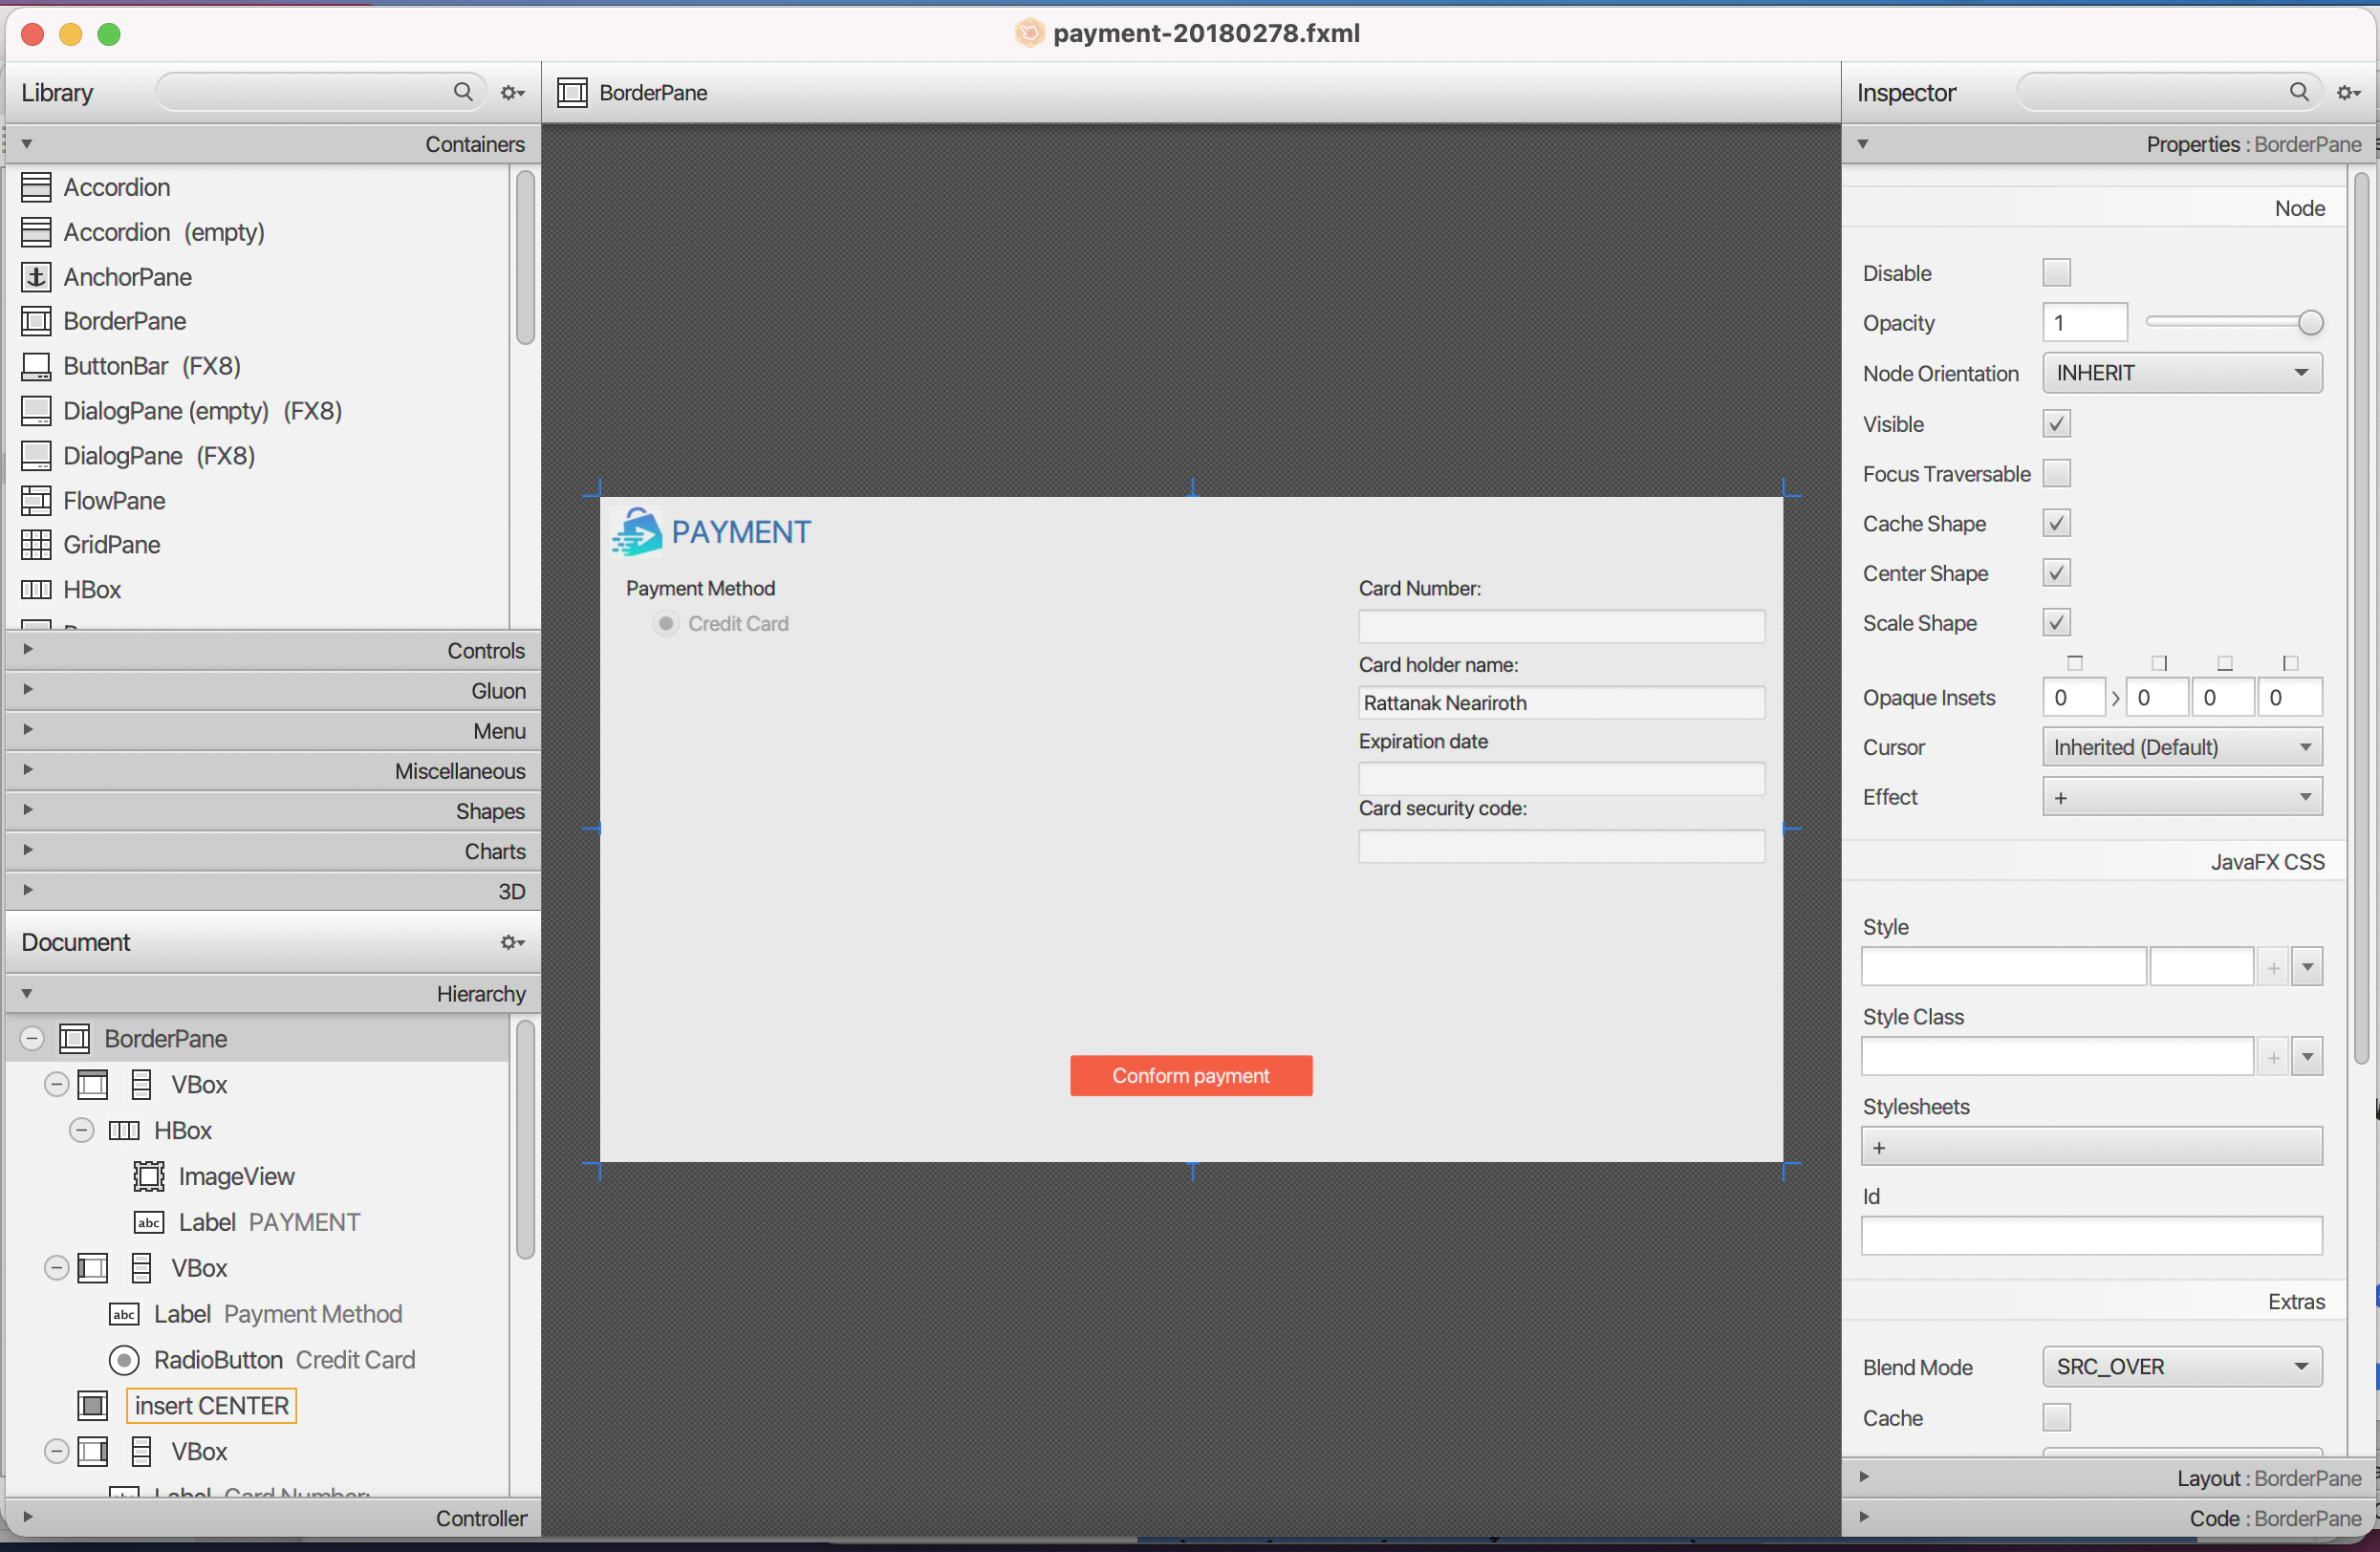 payment-20180278.fxml
Library
BorderPane
Inspector
Containers
Accordion
Accordion (empty)
AnchorPane
BorderPane
ButtonBar (FX8)
DialogPane (empty) (FX8)
DialogPane (FX8)
FlowPane
GridPane
HBox
Controls
Gluon
Menu
Miscellaneous
Shapes
Charts
3D
Document
Hierarchy
BorderPane
VBox
HBox
ImageView
abc Label PAYMENT
VBox
abc Label Payment Method
RadioButton Credit Card
insert CENTER
VBox
Label Card Number:
Controller
PAYMENT
Payment Method
Credit Card
Card Number:
Card holder name:
Rattanak Neariroth
Expiration date
Card security code:
Conform payment
Properties : BorderPane
Node
Disable
Opacity 1
Node Orientation INHERIT
Visible
Focus Traversable
Cache Shape
Center Shape
Scale Shape
Opaque Insets 0 > 0 0 0
Cursor Inherited (Default)
Effect +
JavaFX CSS
Style
+
Style Class
+
Stylesheets
+
Id
Extras
Blend Mode SRC_OVER
Cache
Layout : BorderPane
Code : BorderPane